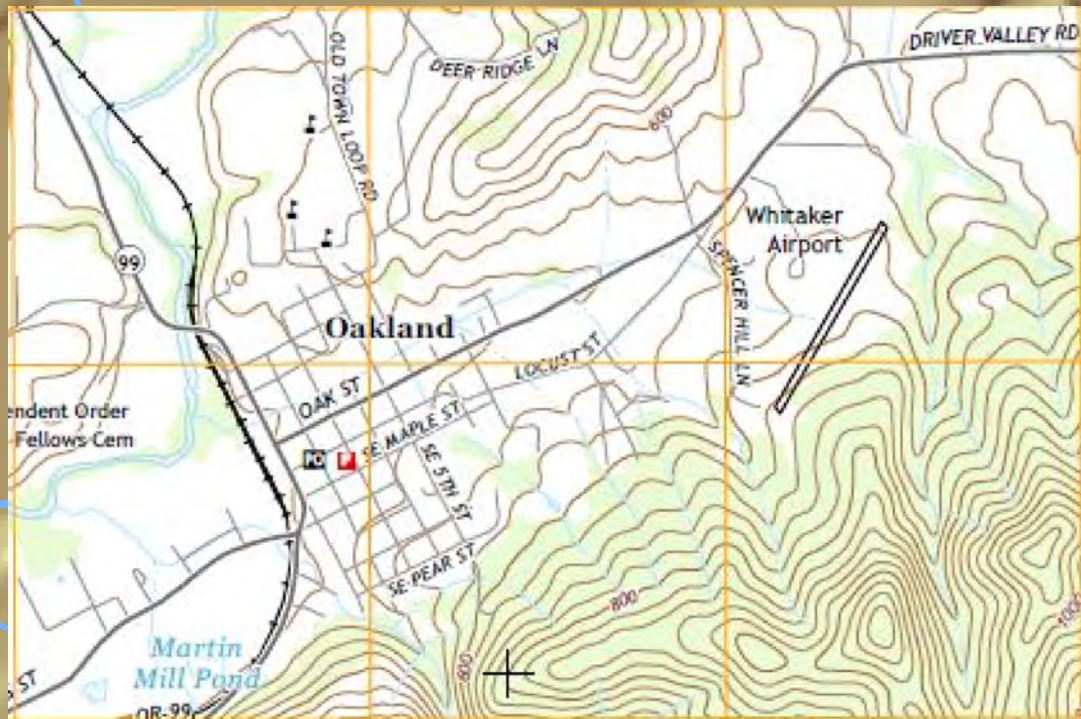 DRIVER VALLEY RD
DEER RIDGE LN
OLD TOWN LOOP RD
600
Whitaker
Airport
99
SPENCER HILL LN
Oakland
LOCUST ST
OAK ST
endent Order
Fellows Cem
SE MAPLE ST
PO
SE 5TH ST
SE PEAR ST
800
1000
Martin
Mill Pond
800
ST
OR-99